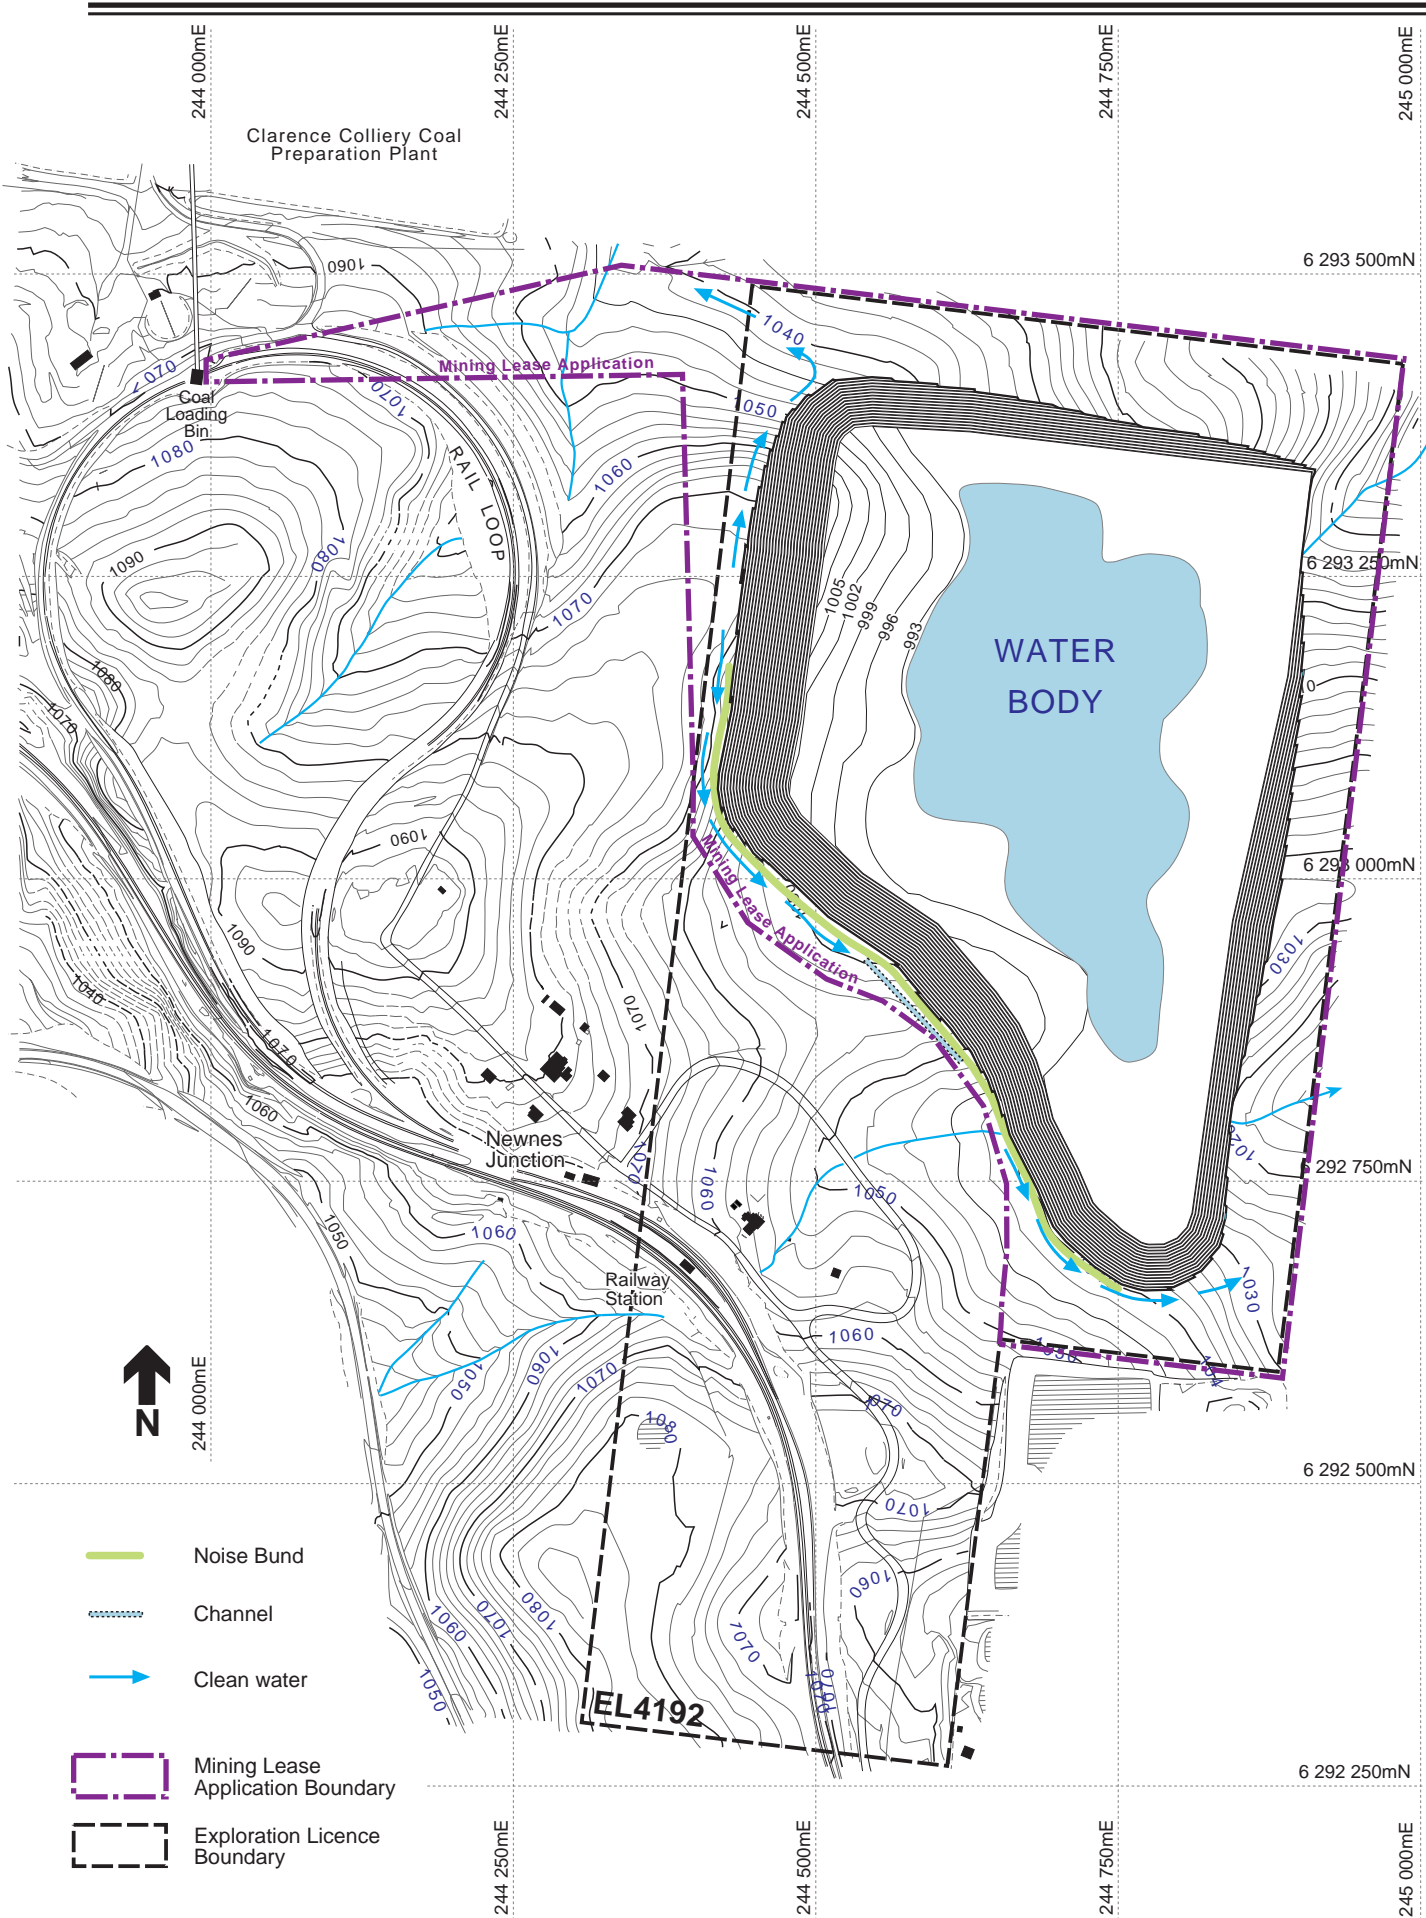 244 000mE
244 250mE
244 500mE
244 750mE
245 000mE
Clarence Colliery Coal
Preparation Plant
6 293 500mN
1060
1040
Mining Lease Application
1070
1070
Coal
Loading
Bin
1050
1080
RAIL LOOP
1060
1090
1080
6 293 250mN
1070
1005
1002
999
996
993
WATER
BODY
1080
1070
1090
Mining Lease Application
6 293 000mN
1090
1030
1040
1070
1070
1060
Newnes
Junction
1070
1060
1050
292 750mN
1050
1060
Railway
Station
1030
1060
1050
1060
1070
1080
070
N
244 000mE
6 292 500mN
1070
Noise Bund
1060
1080
1070
1060
Channel
1070
1050
1070
1070
Clean water
EL4192
Mining Lease
Application Boundary
6 292 250mN
Exploration Licence
Boundary
244 250mE
244 500mE
244 750mE
245 000mE